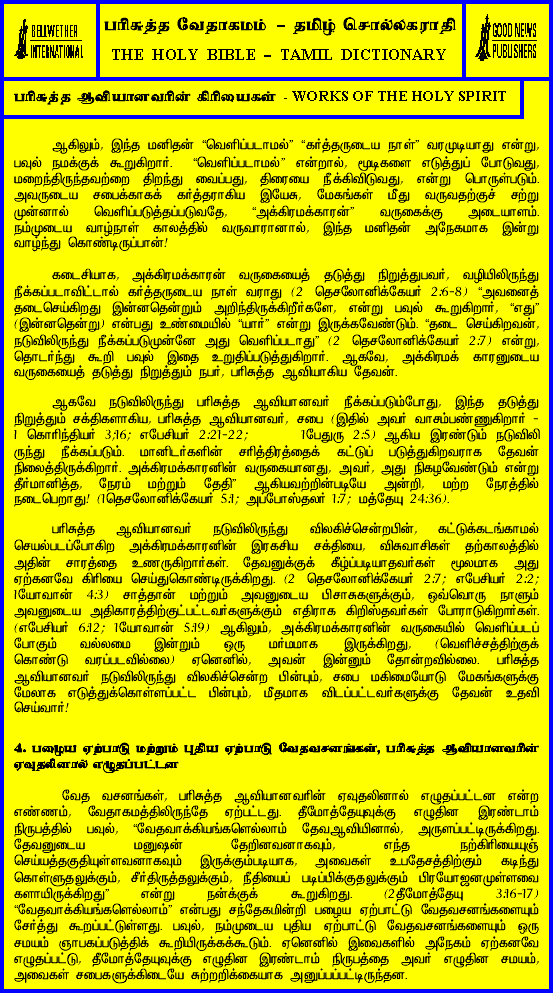 BELLWETHER
INTERNATIONAL
பரிசுத்த வேதாகமம் – தமிழ் சொல்லகராதி
THE HOLY BIBLE – TAMIL DICTIONARY
GOOD NEWS
PUBLISHERS
பரிசுத்த ஆவியானவரின் கிரியைகள் - WORKS OF THE HOLY SPIRIT
ஆகிலும், இந்த மனிதன் “வெளிப்படாமல்” “கர்த்தருடைய நாள்” வரமுடியாது என்று,
பவுல் நமக்குக் கூறுகிறார். “வெளிப்படாமல்” என்றால், மூடிகளை எடுத்துப் போடுவது,
மறைந்திருந்தவற்றை திறந்து வைப்பது, திரையை நீக்கிவிடுவது, என்று பொருள்படும்.
அவருடைய சபைக்காகக் கர்த்தராகிய இயேசு, மேகங்கள் மீது வருவதற்குச் சற்று
முன்னால் வெளிப்படுத்தப்படுவதே, “அக்கிரமக்காரன்” வருகைக்கு அடையாளம்.
நம்முடைய வாழ்நாள் காலத்தில் வருவாரானால், இந்த மனிதன் அநேகமாக இன்று
வாழ்ந்து கொண்டிருப்பான்!
கடைசியாக, அக்கிரமக்காரன் வருகையைத் தடுத்து நிறுத்துபவர், வழியிலிருந்து
நீக்கப்படாவிட்டால் கர்த்தருடைய நாள் வராது (2 தெசலோனிக்கேயர் 2:6-8) “அவனைத்
தடைசெய்கிறது இன்னதென்றும் அறிந்திருக்கிறீர்களே, என்று பவுல் கூறுகிறார், “எது”
(இன்னதென்று) என்பது உண்மையில் “யார்” என்று இருக்கவேண்டும். “தடை செய்கிறவன்,
நடுவிலிருந்து நீக்கப்படுமுன்னே அது வெளிப்படாது” (2 தெசலோனிக்கேயர் 2:7) என்று,
தொடர்ந்து கூறி பவுல் இதை உறுதிப்படுத்துகிறார். ஆகவே, அக்கிரமக் காரனுடைய
வருகையைத் தடுத்து நிறுத்தும் நபர், பரிசுத்த ஆவியாகிய தேவன்.
ஆகவே நடுவிலிருந்து பரிசுத்த ஆவியானவர் நீக்கப்படும்போது, இந்த தடுத்து
நிறுத்தும் சக்திகளாகிய, பரிசுத்த ஆவியானவர், சபை (இதில் அவர் வாசம்பண்ணுகிறார் -
1 கொரிந்தியர் 3;16; எபேசியர் 2:21-22; 1பேதுரு 2:5) ஆகிய இரண்டும் நடுவிலி
ருந்து நீக்கப்படும். மானிடர்களின் சரித்திரத்தைக் கட்டுப் படுத்துகிறவராக தேவன்
நிலைத்திருக்கிறார். அக்கிரமக்காரனின் வருகையானது, அவர், அது நிகழவேண்டும் என்று
தீர்மானித்த, நேரம் மற்றும் தேதி” ஆகியவற்றின்படியே அன்றி, மற்ற நேரத்தில்
நடைபெறாது! (1தெசலோனிக்கேயர் 5:1; அப்போஸ்தலர் 1:7; மத்தேயு 24:36).
பரிசுத்த ஆவியானவர் நடுவிலிருந்து விலகிச்சென்றபின், கட்டுக்கடங்காமல்
செயல்படப்போகிற அக்கிரமக்காரனின் இரகசிய சக்தியை, விசுவாசிகள் தற்காலத்தில்
அதின் சாரத்தை உணருகிறார்கள். தேவனுக்குக் கீழ்ப்படியாதவர்கள் மூலமாக அது
ஏற்கனவே கிரியை செய்துகொண்டிருக்கிறது. (2 தெசலோனிக்கேயர் 2:7; எபேசியர் 2:2;
1யோவான் 4:3) சாத்தான் மற்றும் அவனுடைய பிசாசுகளுக்கும், ஒவ்வொரு நாளும்
அவனுடைய அதிகாரத்திற்குட்பட்டவர்களுக்கும் எதிராக கிறிஸ்தவர்கள் போராடுகிறார்கள்.
(எபேசியர் 6:12; 1யோவான் 5:19) ஆகிலும், அக்கிரமக்காரனின் வருகையில் வெளிப்படப்
போகும் வல்லமை இன்றும் ஒரு மர்மமாக இருக்கிறது, (வெளிச்சத்திற்குக்
கொண்டு வரப்படவில்லை) ஏனெனில், அவன் இன்னும் தோன்றவில்லை. பரிசுத்த
ஆவியானவர் நடுவிலிருந்து விலகிச்சென்ற பின்பும், சபை மகிமையோடு மேகங்களுக்கு
மேலாக எடுத்துக்கொள்ளப்பட்ட பின்பும், மீதமாக விடப்பட்டவர்களுக்கு தேவன் உதவி
செய்வார்!
4. பழைய ஏற்பாடு மற்றும் புதிய ஏற்பாடு வேதவசனங்கள், பரிசுத்த ஆவியானவரின்
ஏவுதலினால் எழுதப்பட்டன
வேத வசனங்கள், பரிசுத்த ஆவியானவரின் ஏவுதலினால் எழுதப்பட்டன என்ற
எண்ணம், வேதாகமத்திலிருந்தே ஏற்பட்டது. தீமோத்தேயுவுக்கு எழுதின இரண்டாம்
நிருபத்தில் பவுல், “வேதவாக்கியங்களெல்லாம் தேவஆவியினால், அருளப்பட்டிருக்கிறது.
தேவனுடைய மனுஷன் தேறினவனாகவும், எந்த நற்கிரியையுஞ்
செய்யத்தகுதியுள்ளவனாகவும் இருக்கும்படியாக, அவைகள் உபதேசத்திற்கும் கடிந்து
கொள்ளுதலுக்கும், சீர்திருத்தலுக்கும், நீதியைப் படிப்பிக்குதலுக்கும் பிரயோஜனமுள்ளவை
களாயிருக்கிறது” என்று நன்க்குக் கூறுகிறது. (2தீமோத்தேயு 3:16-17)
“வேதவாக்கியங்களெல்லாம்” என்பது சந்தேகமின்றி பழைய ஏற்பாட்டு வேதவசனங்களையும்
சேர்த்து கூறப்பட்டுள்ளது. பவுல், நம்முடைய புதிய ஏற்பாட்டு வேதவசனங்களையும் ஒரு
சமயம் ஞாபகப்படுத்திக் கூறியிருக்கக்கூடும். ஏனெனில் இவைகளில் அநேகம் ஏற்கனவே
எழுதப்பட்டு, தீமோத்தேயுவுக்கு எழுதின இரண்டாம் நிருபத்தை அவர் எழுதின சமயம்,
அவைகள் சபைகளுக்கிடையே சுற்றறிக்கையாக அனுப்பப்பட்டிருந்தன.